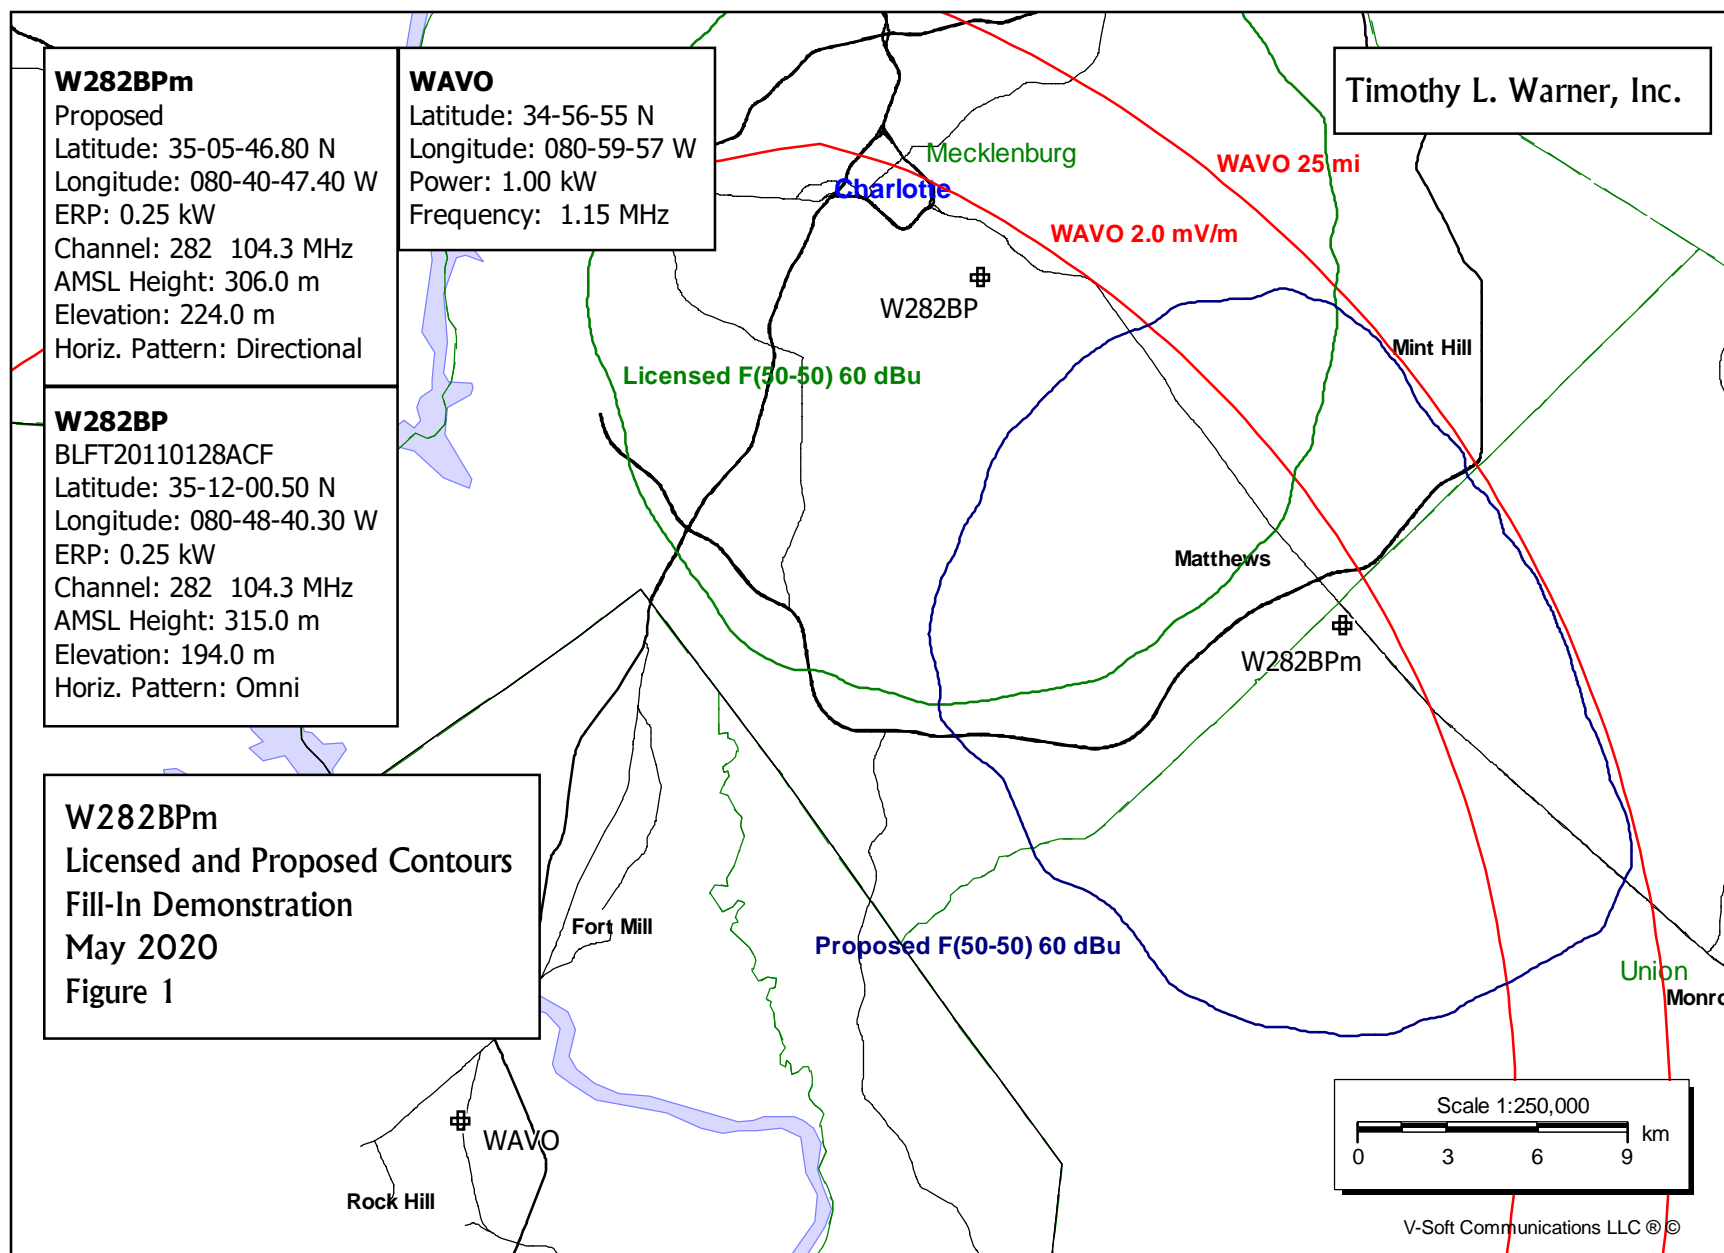 W282BPm
Proposed
Latitude: 35-05-46.80 N
Longitude: 080-40-47.40 W
ERP: 0.25 kW
Channel: 282  104.3 MHz
AMSL Height: 306.0 m
Elevation: 224.0 m
Horiz. Pattern: Directional
WAVO
Latitude: 34-56-55 N
Longitude: 080-59-57 W
Power: 1.00 kW
Frequency:  1.15 MHz
Timothy L. Warner, Inc.
W282BP
BLFT20110128ACF
Latitude: 35-12-00.50 N
Longitude: 080-48-40.30 W
ERP: 0.25 kW
Channel: 282  104.3 MHz
AMSL Height: 315.0 m
Elevation: 194.0 m
Horiz. Pattern: Omni
Mecklenburg
WAVO 25 mi
Charlotte
WAVO 2.0 mV/m
W282BP
Mint Hill
Licensed F(50-50) 60 dBu
Matthews
W282BPm
W282BPm
Licensed and Proposed Contours
Fill-In Demonstration
May 2020
Figure 1
Fort Mill
Proposed F(50-50) 60 dBu
Union
Monro
WAVO
Rock Hill
Scale 1:250,000
km
0 3 6 9
V-Soft Communications LLC ® ©